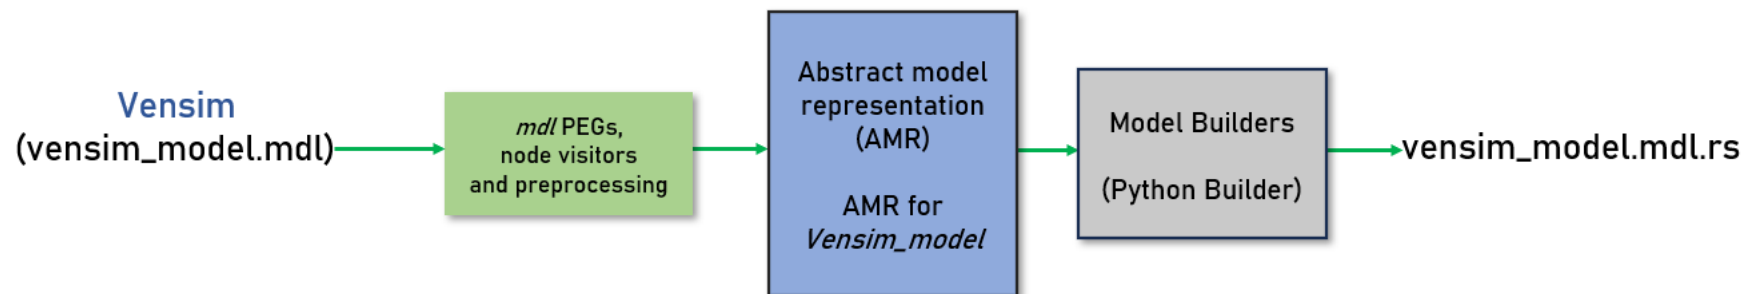 Vensim
(vensim_model.mdl)
mdl PEGs,
node visitors
and preprocessing
Abstract model
representation
(AMR)
AMR for
Vensim_model
Model Builders
(Python Builder)
vensim_model.mdl.rs